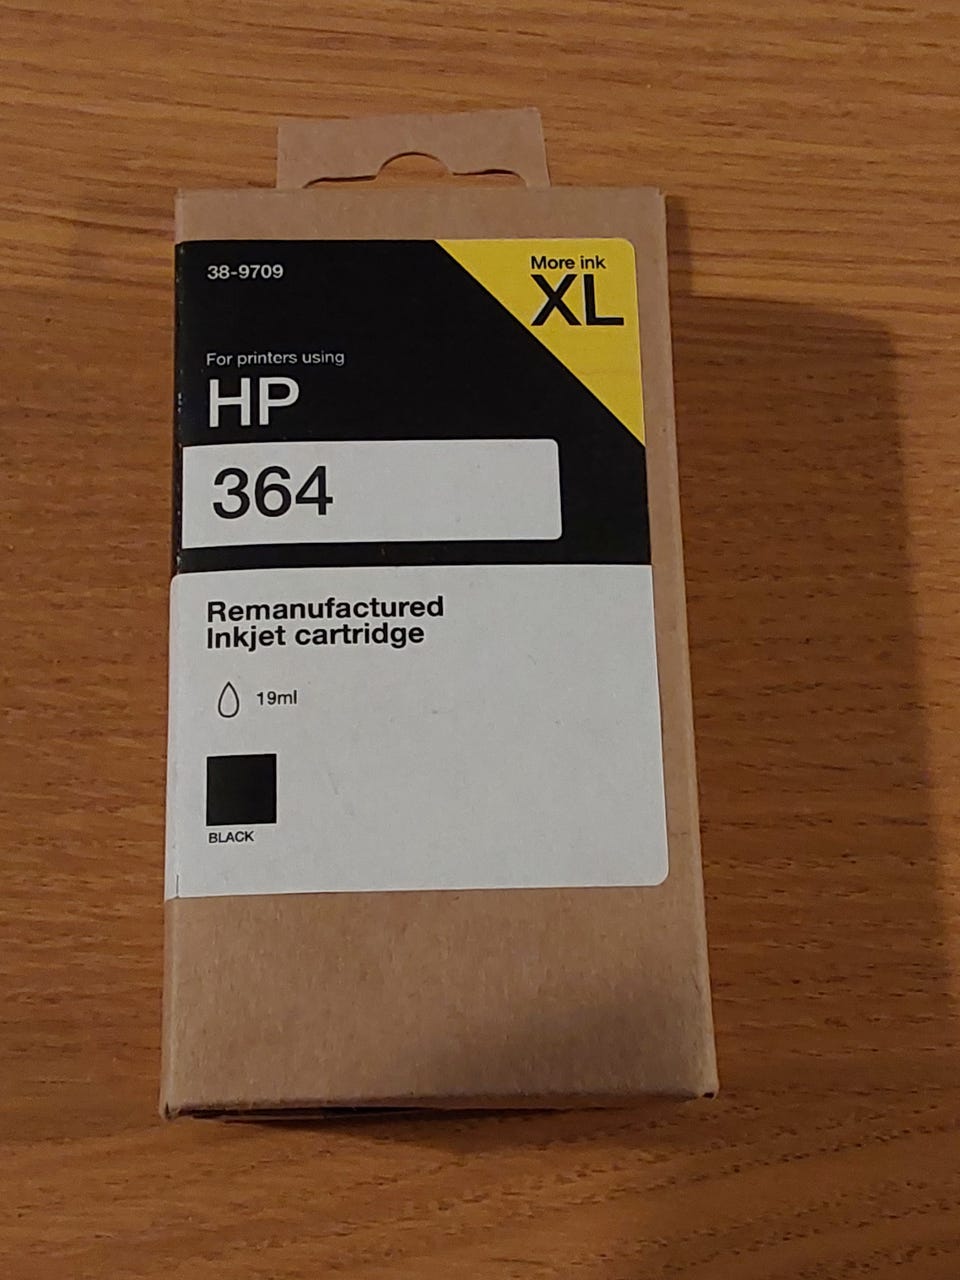 38-9709
More ink
XL
For printers using
HP
364
Remanufactured
Inkjet cartridge
19ml
BLACK